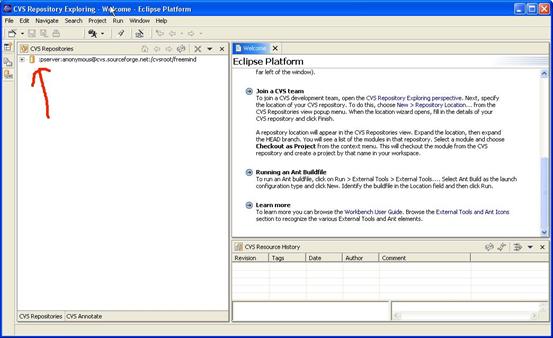 CVS Repository Exploring - Welcome - Eclipse Platform
File Edit Navigate Search Project Run Window Help
CVS Repositories
:pserver:anonymous@cvs.sourceforge.net:/cvsroot/freemind
CVS Repositories CVS Annotate
Welcome
Eclipse Platform
far left of the window).
Join a CVS team
To join a CVS development team, open the CVS Repository Exploring perspective. Next, specify
the location of your CVS repository. To do this, choose New > Repository Location... from the
CVS Repositories view popup menu. When the location wizard opens, fill in the details of your
CVS repository and click Finish.
A repository location will appear in the CVS Repositories view. Expand the location, then expand
the HEAD branch. You will see a list of the modules in that repository. Select a module and choose
Checkout as Project from the context menu. This will checkout the module from the CVS
repository and create a project by that name in your workspace.
Running an Ant Buildfile
To run an Ant buildfile, click on Run > External Tools > External Tools.... Select Ant Build as the launch
configuration type and click New. Identify the buildfile in the Location field and then click Run.
Learn more
To learn more you can browse the Workbench User Guide. Browse the External Tools and Ant Icons
section to recognize the various External Tools and Ant elements.
CVS Resource History
Revision Tags Date Author Comment